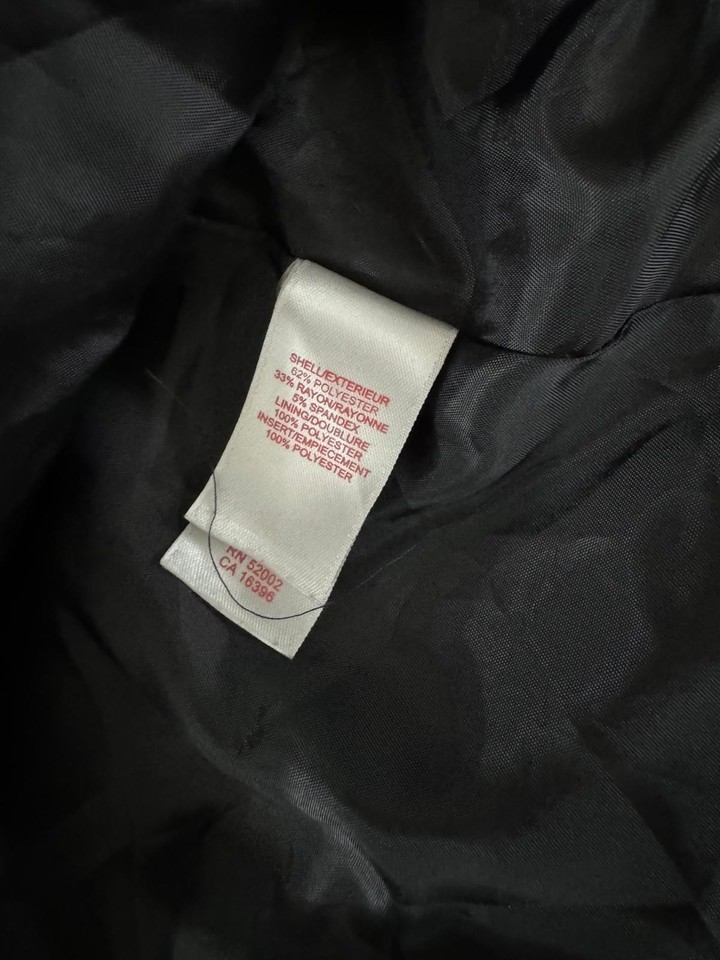 SHELL/EXTERIEUR
62% POLYESTER
33% RAYON/RAYONNE
5% SPANDEX
LINING/DOUBLURE
100% POLYESTER
INSERT/EMPIECEMENT
100% POLYESTER
RN 52002
CA 16396